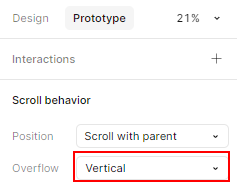 Design Prototype 21%
Interactions
Scroll behavior
Position Scroll with parent
Overflow Vertical